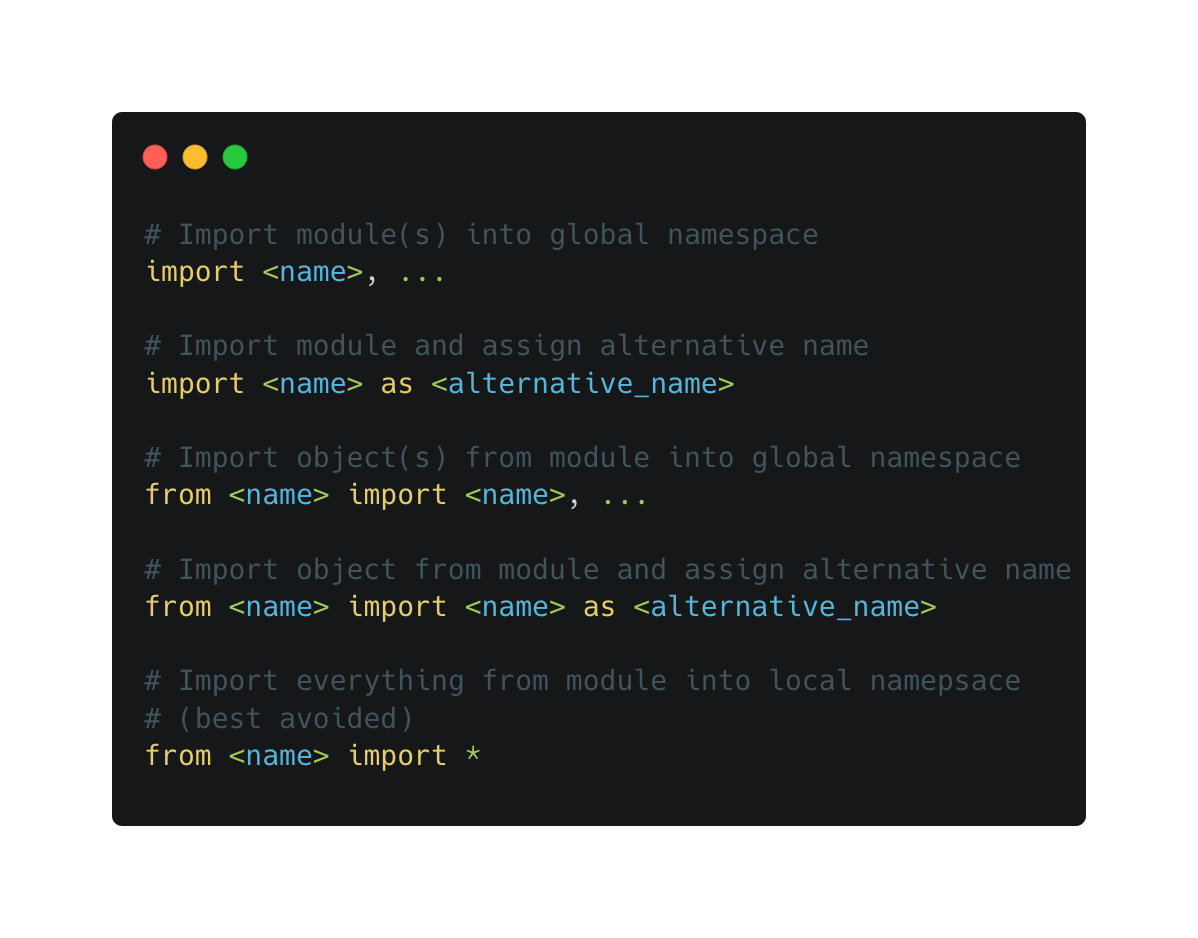 # Import module(s) into global namespace
import <name>, ...
# Import module and assign alternative name
import <name> as <alternative_name>
# Import object(s) from module into global namespace
from <name> import <name>, ...
# Import object from module and assign alternative name
from <name> import <name> as <alternative_name>
# Import everything from module into local namepsace
# (best avoided)
from <name> import *